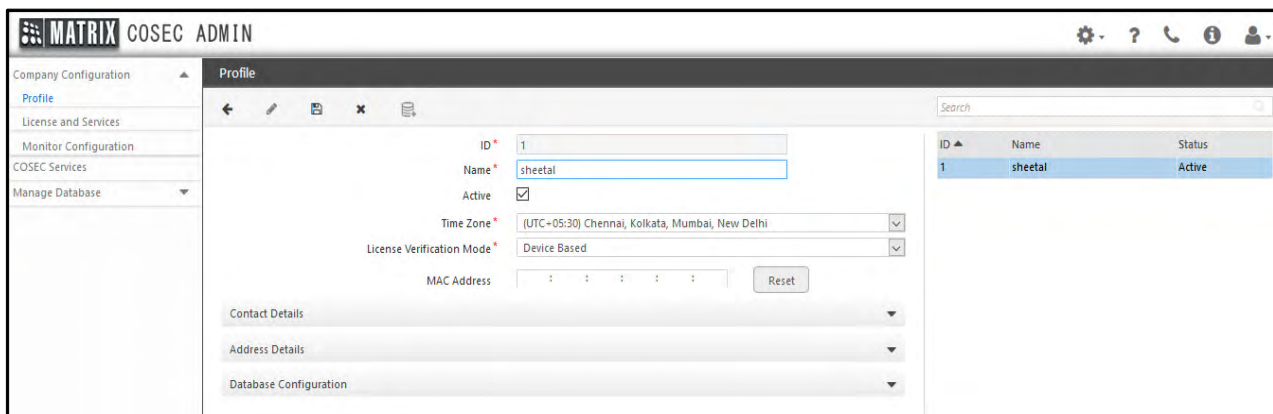 MATRIX COSEC ADMIN
?
Company Configuration
Profile
License and Services
Monitor Configuration
COSEC Services
Manage Database
Profile
ID* 1
Name* sheetal
Active
Time Zone* (UTC+05:30) Chennai, Kolkata, Mumbai, New Delhi
License Verification Mode* Device Based
MAC Address : : : : : Reset
Contact Details
Address Details
Database Configuration
Search
ID Name Status
1 sheetal Active